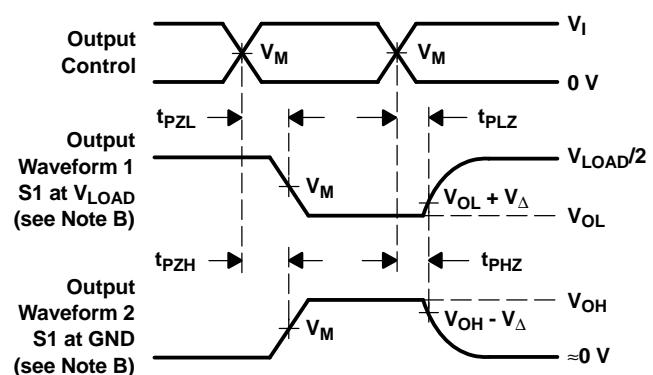 Output
Control
V_M
V_M
V_I
0 V
t_PZL
t_PLZ
Output
Waveform 1
S1 at V_LOAD
(see Note B)
V_M
V_LOAD/2
V_OL + V_Δ
V_OL
t_PZH
t_PHZ
Output
Waveform 2
S1 at GND
(see Note B)
V_M
V_OH
V_OH - V_Δ
≈0 V